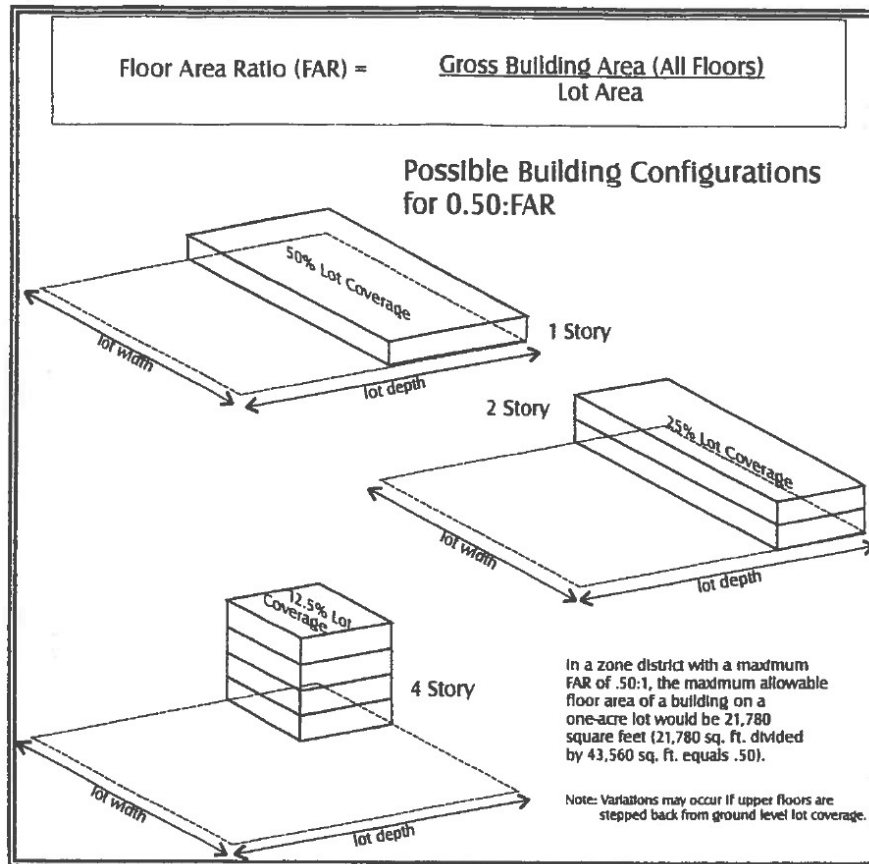 Floor Area Ratio (FAR) = Gross Building Area (All Floors)
Lot Area
Possible Building Configurations
for 0.50:FAR
50% Lot Coverage
1 Story
lot width
lot depth
2 Story
25% Lot Coverage
lot width
lot depth
12.5% Lot
Coverage
4 Story
lot width
lot depth
In a zone district with a maximum
FAR of .50:1, the maximum allowable
floor area of a building on a
one-acre lot would be 21,780
square feet (21,780 sq. ft. divided
by 43,560 sq. ft. equals .50).
Note: Variations may occur if upper floors are
stepped back from ground level lot coverage.